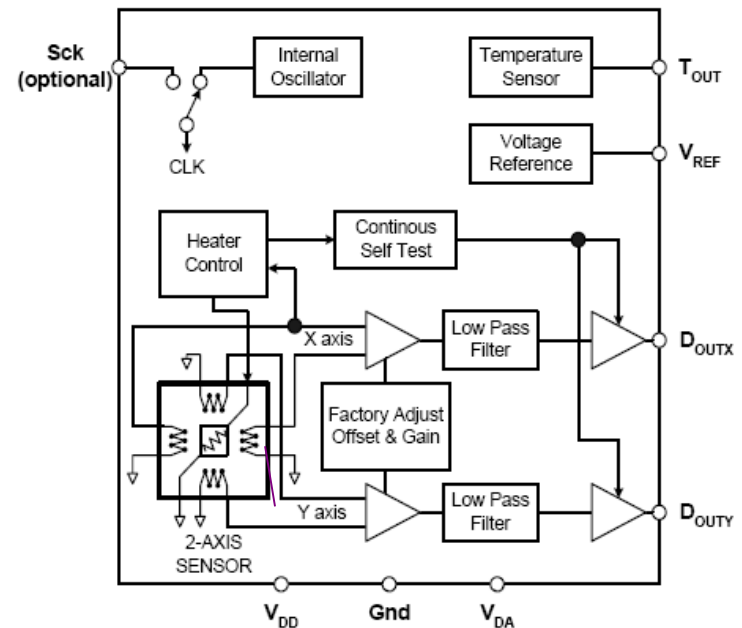 Sck
(optional)
Internal
Oscillator
CLK
Temperature
Sensor
TOUT
Voltage
Reference
VREF
Heater
Control
Continous
Self Test
X axis
Low Pass
Filter
DOUTX
Factory Adjust
Offset & Gain
Y axis
Low Pass
Filter
DOUTY
2-AXIS
SENSOR
VDD
Gnd
VDA